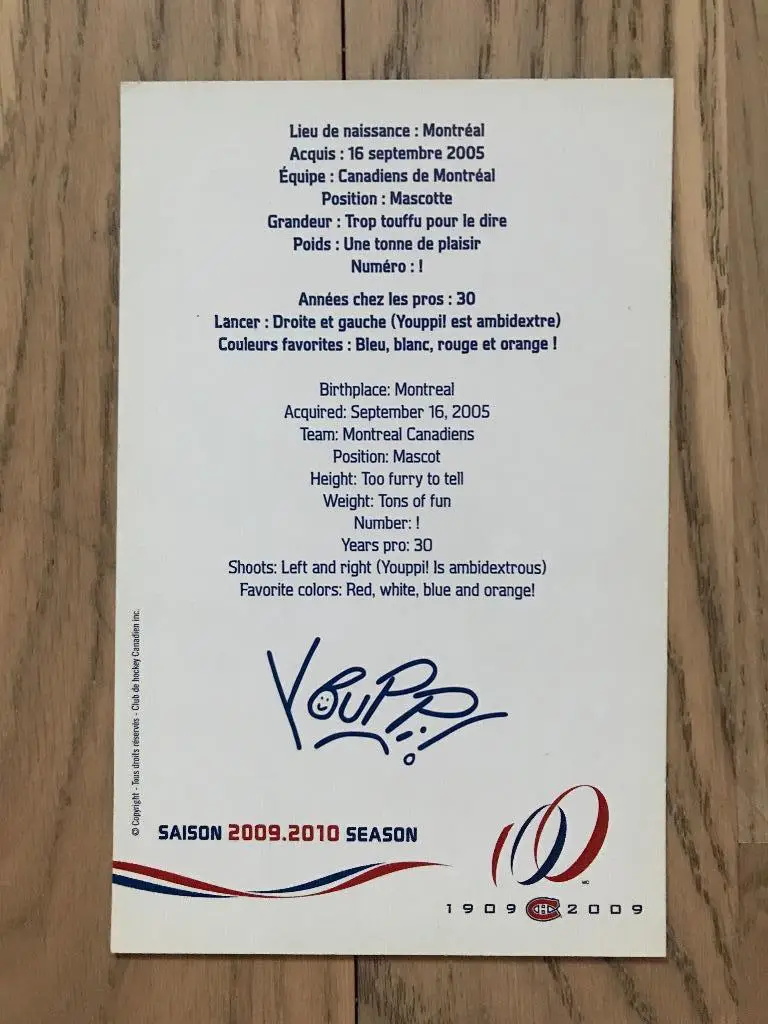 Lieu de naissance : Montréal
Acquis : 16 septembre 2005
Équipe : Canadiens de Montréal
Position : Mascotte
Grandeur : Trop touffu pour le dire
Poids : Une tonne de plaisir
Numéro : !
Années chez les pros : 30
Lancer : Droite et gauche (Youppi! est ambidextre)
Couleurs favorites : Bleu, blanc, rouge et orange !
Birthplace: Montreal
Acquired: September 16, 2005
Team: Montreal Canadiens
Position: Mascot
Height: Too furry to tell
Weight: Tons of fun
Number: !
Years pro: 30
Shoots: Left and right (Youppi! Is ambidextrous)
Favorite colors: Red, white, blue and orange!
Youppi!
© Copyright - Tous droits réservés - Club de hockey Canadien inc.
SAISON 2009.2010 SEASON
100
MC
1909 CH 2009